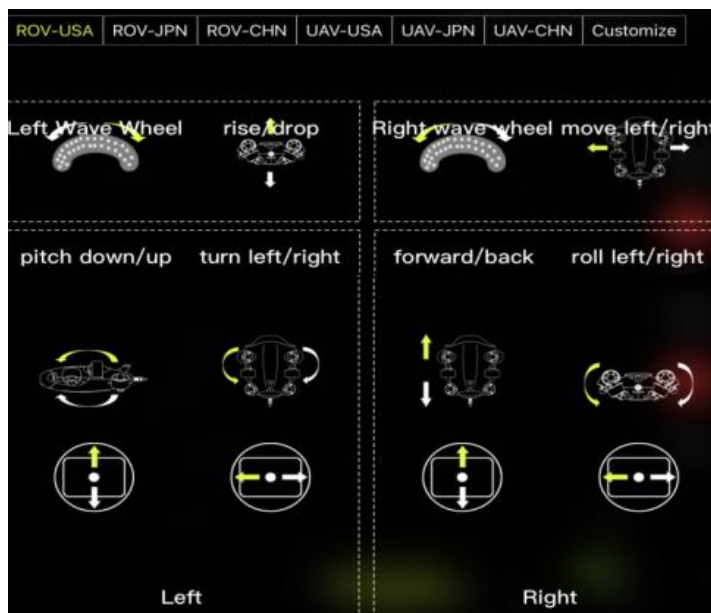 ROV-USA ROV-JPN ROV-CHN UAV-USA UAV-JPN UAV-CHN Customize
Left Wave Wheel rise/drop Right wave wheel move left/right
pitch down/up turn left/right forward/back roll left/right
Left Right